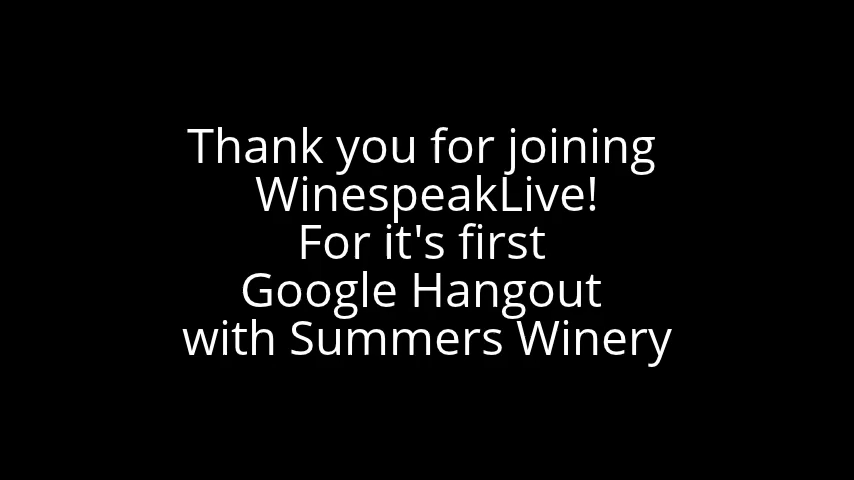 Thank you for joining
WinespeakLive!
For it's first
Google Hangout
with Summers Winery